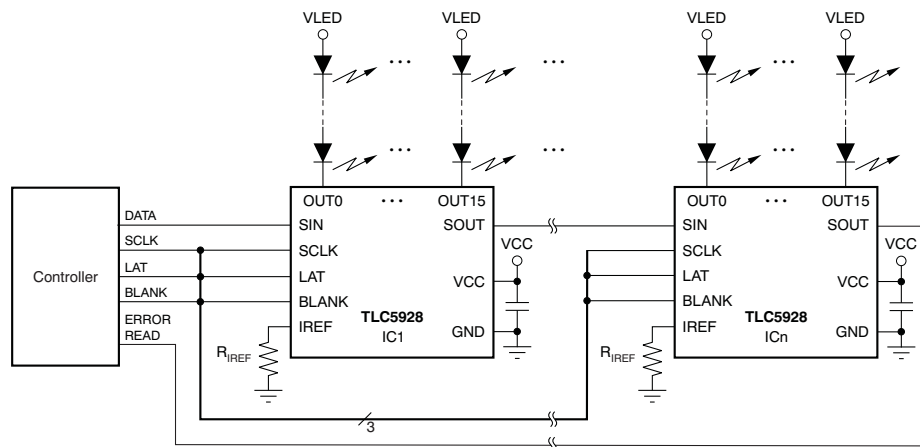 VLED VLED VLED VLED
... ... ... ...
... ... ... ...
OUT0 ... OUT15 OUT0 ... OUT15
DATA SIN SOUT SIN SOUT
SCLK SCLK VCC SCLK VCC
Controller LAT LAT VCC LAT VCC
BLANK BLANK BLANK
TLC5928 TLC5928
ERROR IREF IC1 GND IREF ICn GND
READ
RIREF RIREF
3